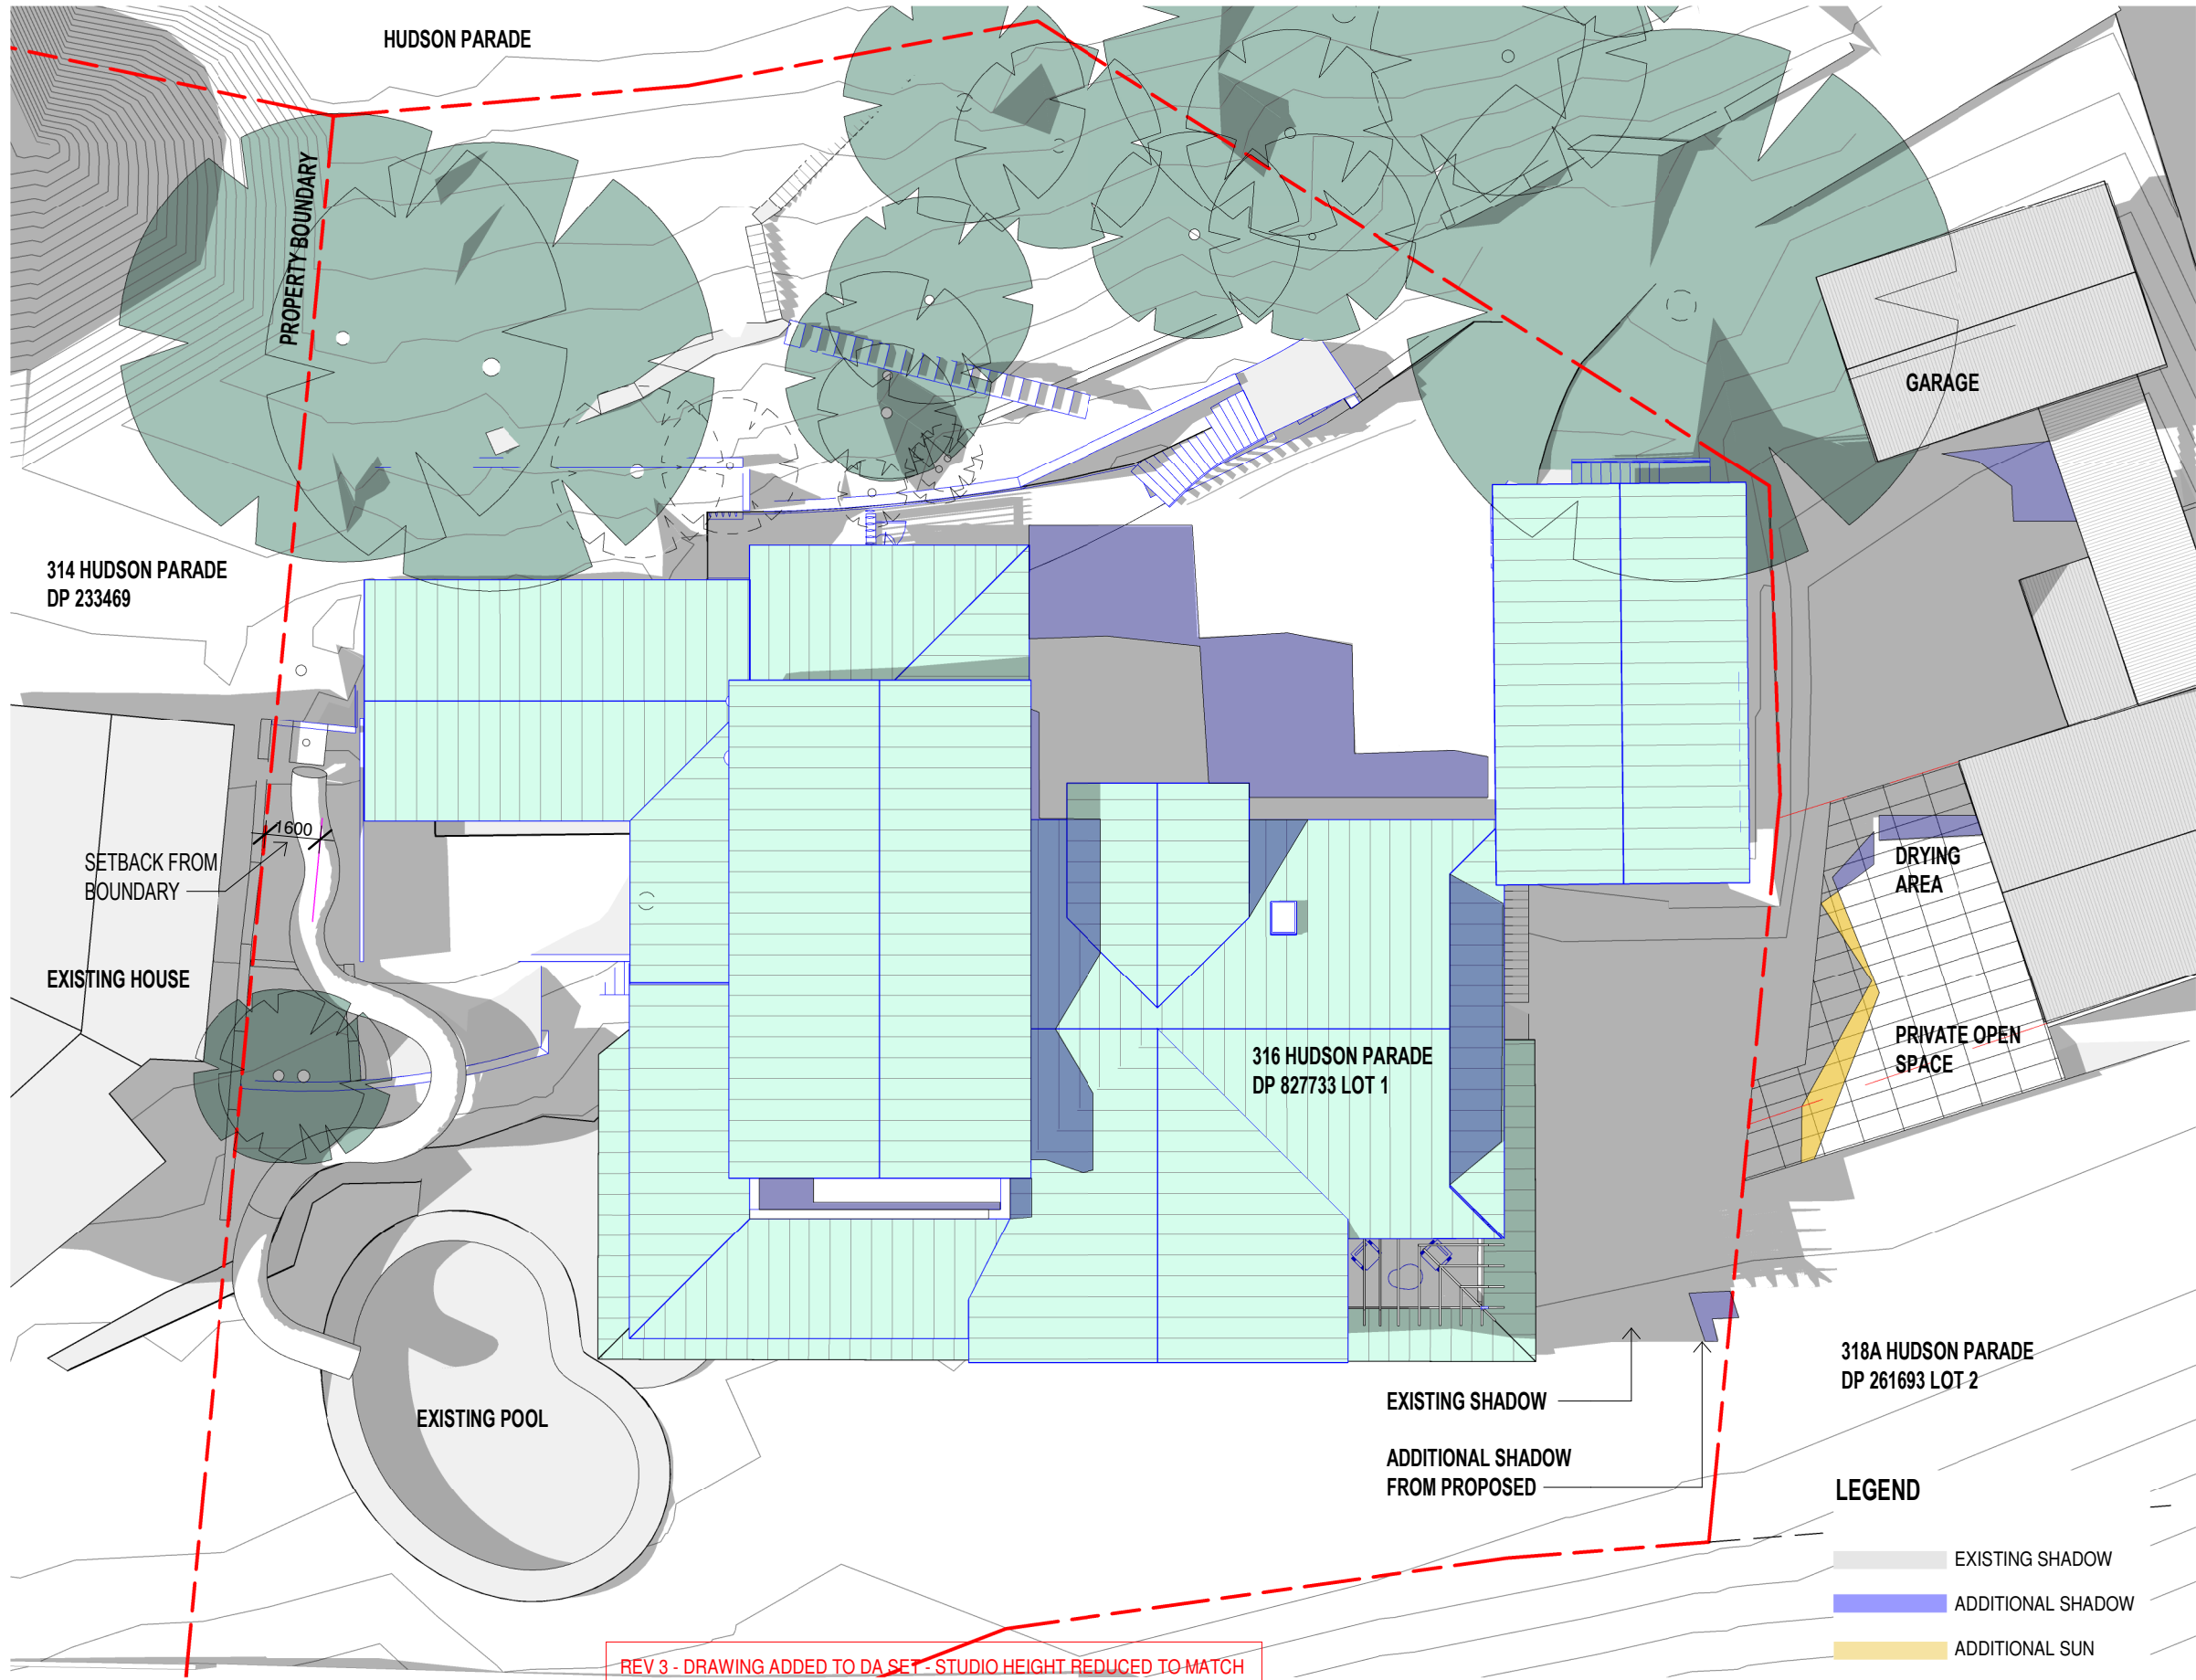 HUDSON PARADE
PROPERTY BOUNDARY
GARAGE
314 HUDSON PARADE
DP 233469
1600
SETBACK FROM
BOUNDARY
DRYING
AREA
EXISTING HOUSE
PRIVATE OPEN
SPACE
316 HUDSON PARADE
DP 827733 LOT 1
318A HUDSON PARADE
DP 261693 LOT 2
EXISTING SHADOW
EXISTING POOL
ADDITIONAL SHADOW
FROM PROPOSED
LEGEND
EXISTING SHADOW
ADDITIONAL SHADOW
ADDITIONAL SUN
REV 3 - DRAWING ADDED TO DA SET - STUDIO HEIGHT REDUCED TO MATCH